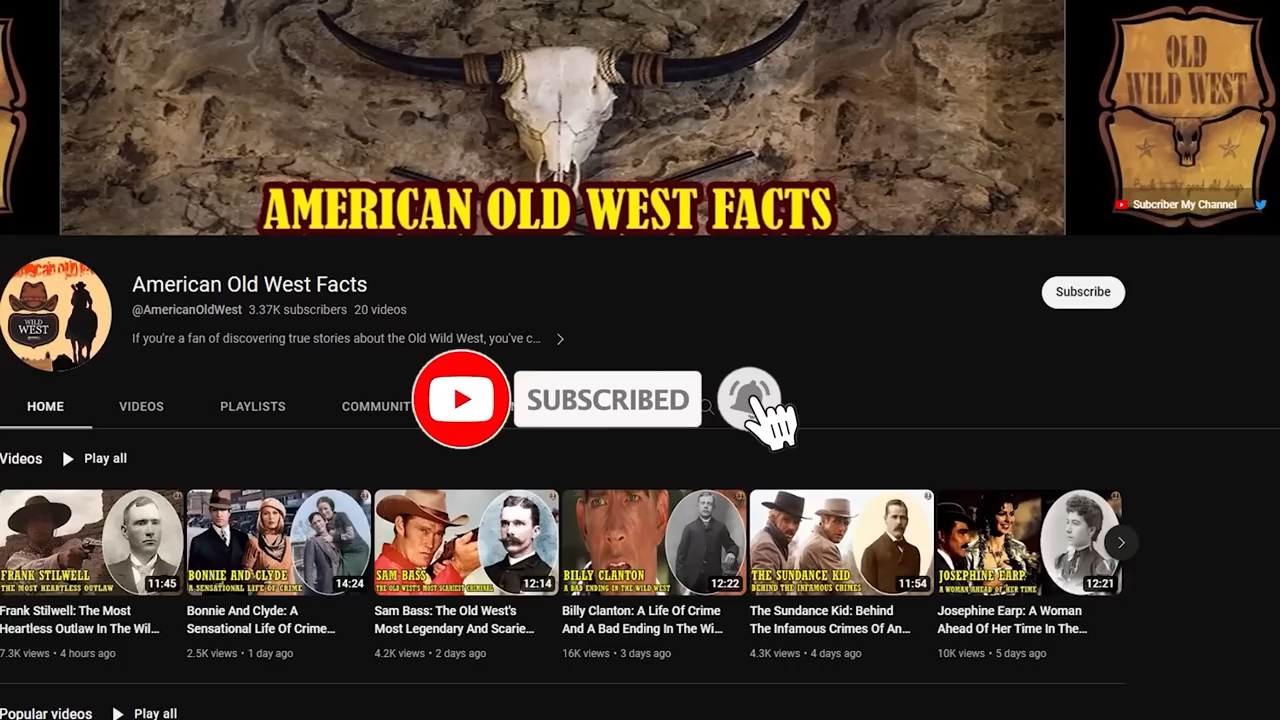 OLD
WILD WEST
Back to the good old days
Subcriber My Channel
AMERICAN OLD WEST FACTS
WILD
WEST
American Old West Facts
@AmericanOldWest 3.37K subscribers 20 videos
If you're a fan of discovering true stories about the Old Wild West, you've c...
Subscribe
HOME VIDEOS PLAYLISTS COMMUNIT
SUBSCRIBED
Videos Play all
FRANK STILWELL
THE MOST HEARTLESS OUTLAW
11:45
BONNIE AND CLYDE
A SENSATIONAL LIFE OF CRIME
14:24
SAM BASS
THE OLD WEST'S MOST SCARIEST CRIMINAL
12:14
BILLY CLANTON
A BAD ENDING IN THE WILD WEST
12:22
THE SUNDANCE KID
BEHIND THE INFAMOUS CRIMES
11:54
JOSEPHINE EARP
A WOMAN AHEAD OF HER TIME
12:21
Frank Stilwell: The Most
Heartless Outlaw In The Wil...
7.3K views • 4 hours ago
Bonnie And Clyde: A
Sensational Life Of Crime...
2.5K views • 1 day ago
Sam Bass: The Old West's
Most Legendary And Scarie...
4.2K views • 2 days ago
Billy Clanton: A Life Of Crime
And A Bad Ending In The Wi...
16K views • 3 days ago
The Sundance Kid: Behind
The Infamous Crimes Of An...
4.3K views • 4 days ago
Josephine Earp: A Woman
Ahead Of Her Time In The...
10K views • 5 days ago
Popular videos Play all